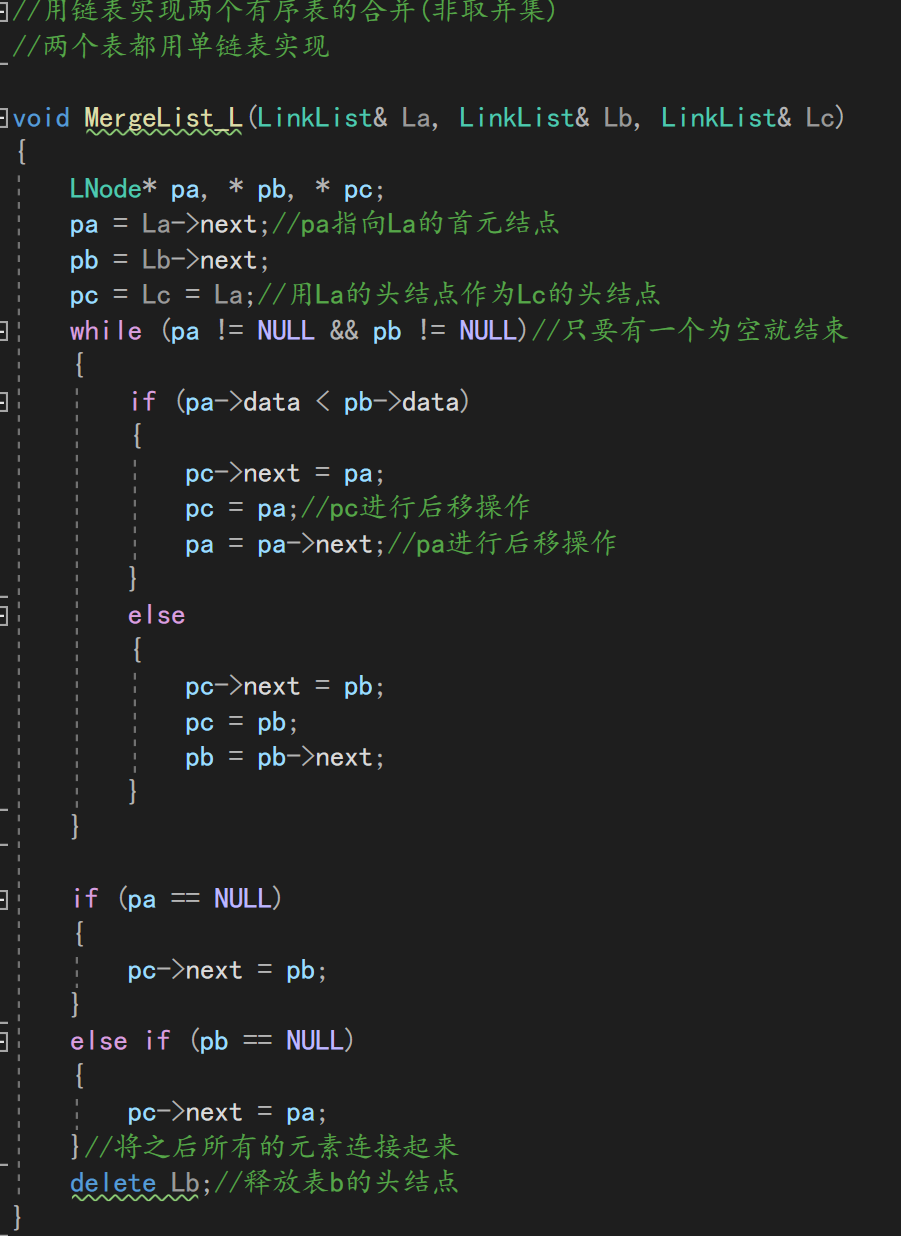 //用链表实现两个有序表的合并(非取并集)
//两个表都用单链表实现
void MergeList_L(LinkList& La, LinkList& Lb, LinkList& Lc)
{
LNode* pa, * pb, * pc;
pa = La->next;//pa指向La的首元结点
pb = Lb->next;
pc = Lc = La;//用La的头结点作为Lc的头结点
while (pa != NULL && pb != NULL)//只要有一个为空就结束
{
if (pa->data < pb->data)
{
pc->next = pa;
pc = pa;//pc进行后移操作
pa = pa->next;//pa进行后移操作
}
else
{
pc->next = pb;
pc = pb;
pb = pb->next;
}
}
if (pa == NULL)
{
pc->next = pb;
}
else if (pb == NULL)
{
pc->next = pa;
}//将之后所有的元素连接起来
delete Lb;//释放表b的头结点
}